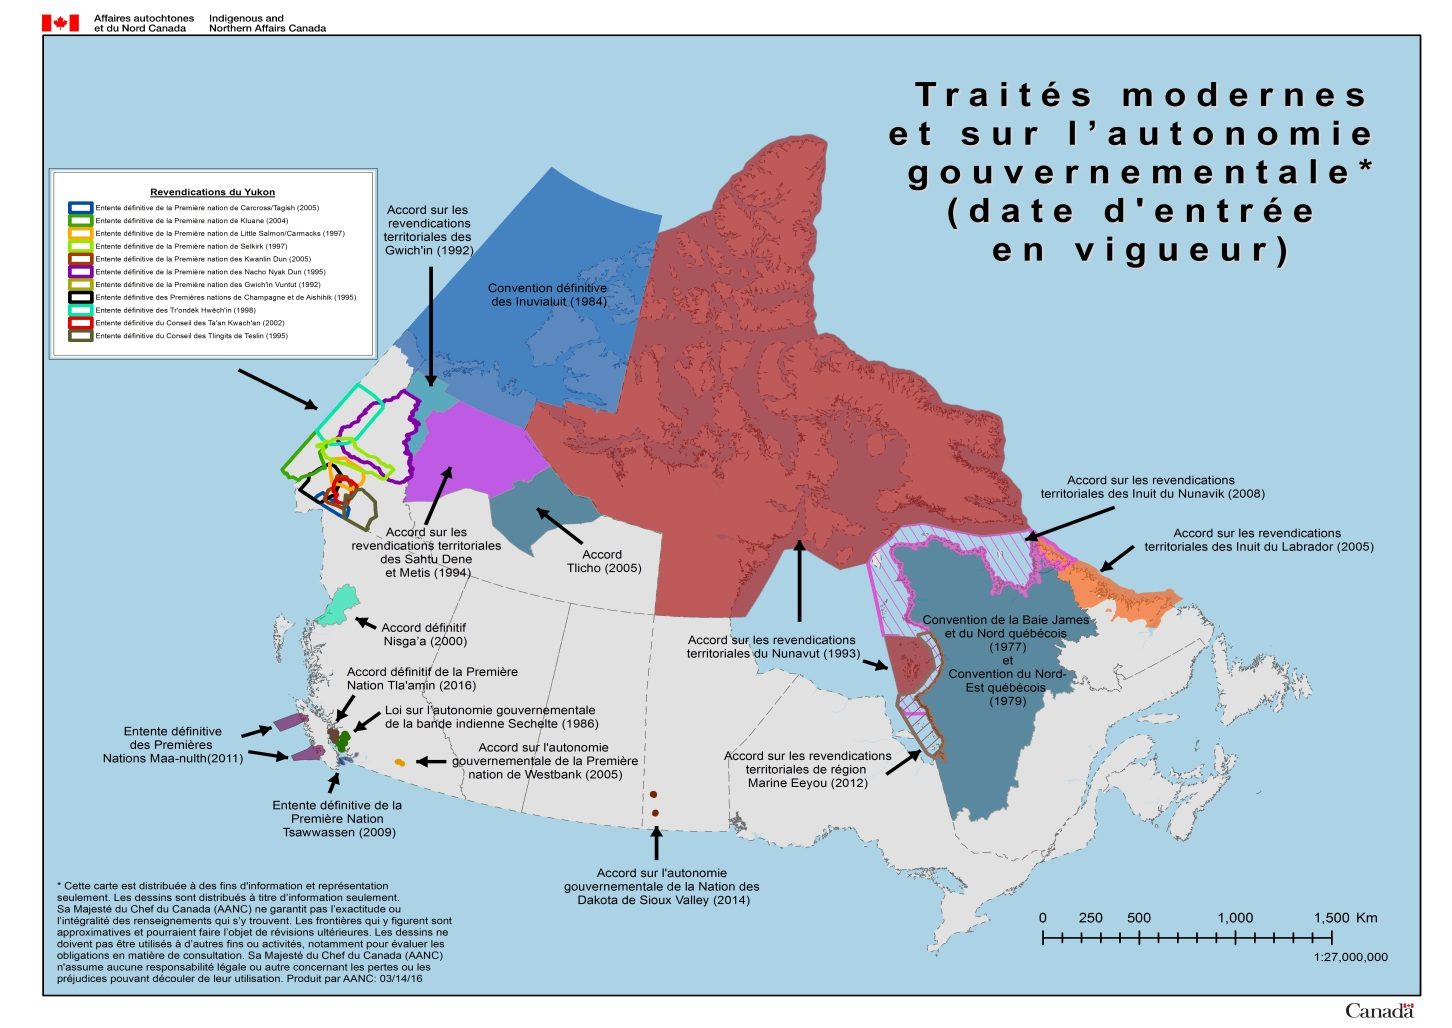 Affaires autochtones
et du Nord Canada
Indigenous and
Northern Affairs Canada
Traités modernes
et sur l’autonomie
gouvernementale*
(date d'entrée
en vigueur)
Revendications du Yukon
Entente définitive de la Première nation de Carcross/Tagish (2005)
Entente définitive de la Première nation de Kluane (2004)
Entente définitive de la Première nation de Little Salmon/Carmacks (1997)
Entente définitive de la Première nation de Selkirk (1997)
Entente définitive de la Première nation des Kwanlin Dun (2005)
Entente définitive de la Première nation des Nacho Nyak Dun (1995)
Entente définitive de la Première nation des Gwich'in Vuntut (1992)
Entente définitive des Premières nations de Champagne et de Aishihik (1995)
Entente définitive des Tr'ondëk Hwëch'in (1998)
Entente définitive du Conseil des Ta'an Kwach'an (2002)
Entente définitive du Conseil des Tlingits de Teslin (1995)
Accord sur les
revendications
territoriales des
Gwich'in (1992)
Convention définitive
des Inuvialuit (1984)
Accord sur les revendications
territoriales des Inuit du Nunavik (2008)
Accord sur les revendications
territoriales des Inuit du Labrador (2005)
Accord sur les
revendications territoriales
des Sahtu Dene
et Metis (1994)
Accord
Tlicho (2005)
Convention de la Baie James
et du Nord québécois
(1977)
et
Convention du Nord-
Est québécois
(1979)
Accord définitif
Nisga’a (2000)
Accord sur les revendications
territoriales du Nunavut (1993)
Accord définitif de la Première
Nation Tla’amin (2016)
Loi sur l’autonomie gouvernementale
de la bande indienne Sechelte (1986)
Entente définitive
des Premières
Nations Maa-nulth(2011)
Accord sur l'autonomie
gouvernementale de la Première
nation de Westbank (2005)
Accord sur les revendications
territoriales de région
Marine Eeyou (2012)
Entente définitive de la
Première Nation
Tsawwassen (2009)
Accord sur l'autonomie
gouvernementale de la Nation des
Dakota de Sioux Valley (2014)
* Cette carte est distribuée à des fins d'information et représentation
seulement. Les dessins sont distribués à titre d’information seulement.
Sa Majesté du Chef du Canada (AANC) ne garantit pas l’exactitude ou
l’intégralité des renseignements qui s’y trouvent. Les frontières qui y figurent sont
approximatives et pourraient faire l’objet de révisions ultérieures. Les dessins ne
doivent pas être utilisés à d’autres fins ou activités, notamment pour évaluer les
obligations en matière de consultation. Sa Majesté du Chef du Canada (AANC)
n'assume aucune responsabilité légale ou autre concernant les pertes ou les
préjudices pouvant découler de leur utilisation. Produit par AANC: 03/14/16
0 250 500 1,000 1,500 Km
1:27,000,000
Canada